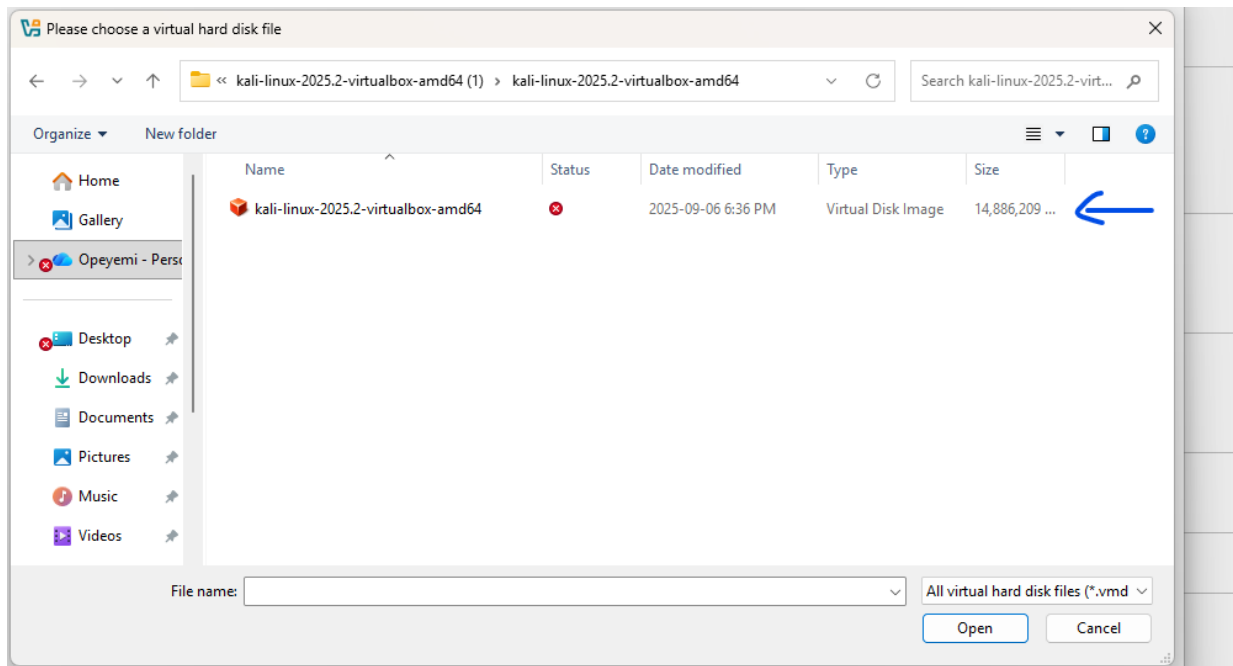 Please choose a virtual hard disk file
« kali-linux-2025.2-virtualbox-amd64 (1) > kali-linux-2025.2-virtualbox-amd64
Search kali-linux-2025.2-virt...
Organize New folder
Name Status Date modified Type Size
kali-linux-2025.2-virtualbox-amd64 2025-09-06 6:36 PM Virtual Disk Image 14,886,209 ...
Home
Gallery
Opeyemi - Perso
Desktop
Downloads
Documents
Pictures
Music
Videos
File name: All virtual hard disk files (*.vmd
Open Cancel